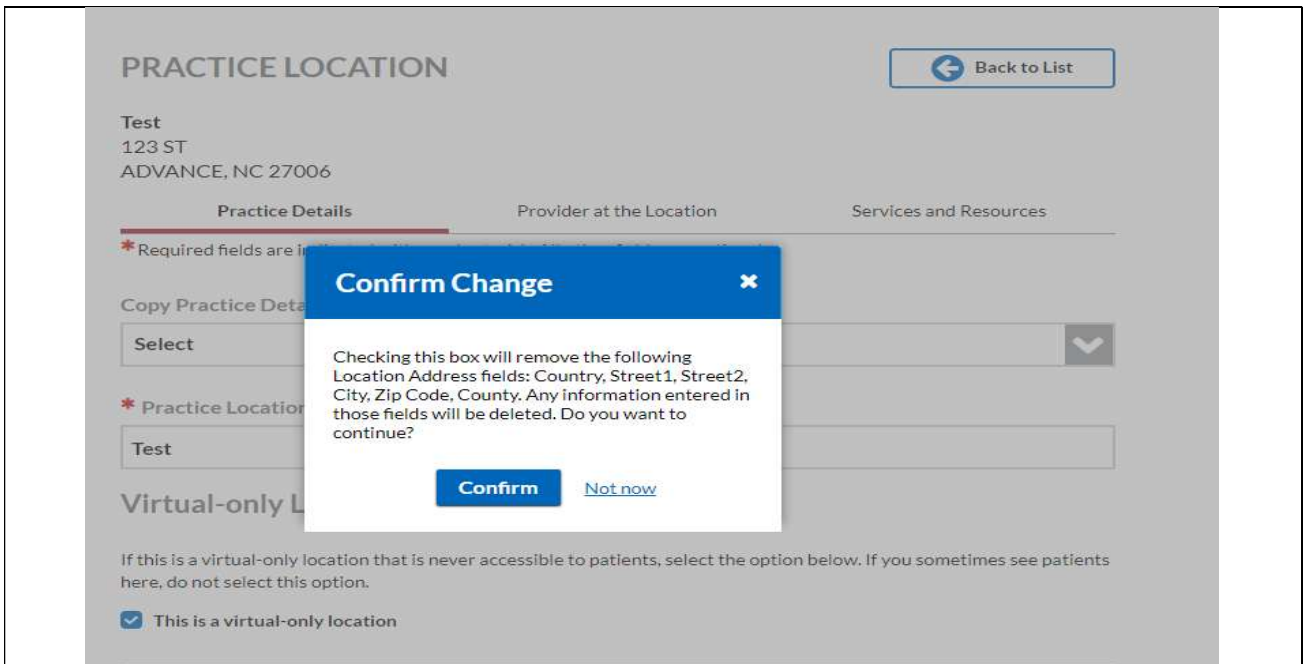 PRACTICE LOCATION
Back to List
Test
123 ST
ADVANCE, NC 27006
Practice Details
Provider at the Location
Services and Resources
*Required fields are
Confirm Change
Copy Practice
Select
Checking this box will remove the following
Location Address fields: Country, Street1, Street2,
City, Zip Code, County. Any information entered in
those fields will be deleted. Do you want to
continue?
* Practice Location
Test
Confirm
Not now
Virtual-only
If this is a virtual-only location that is never accessible to patients, select the option below. If you sometimes see patients
here, do not select this option.
This is a virtual-only location